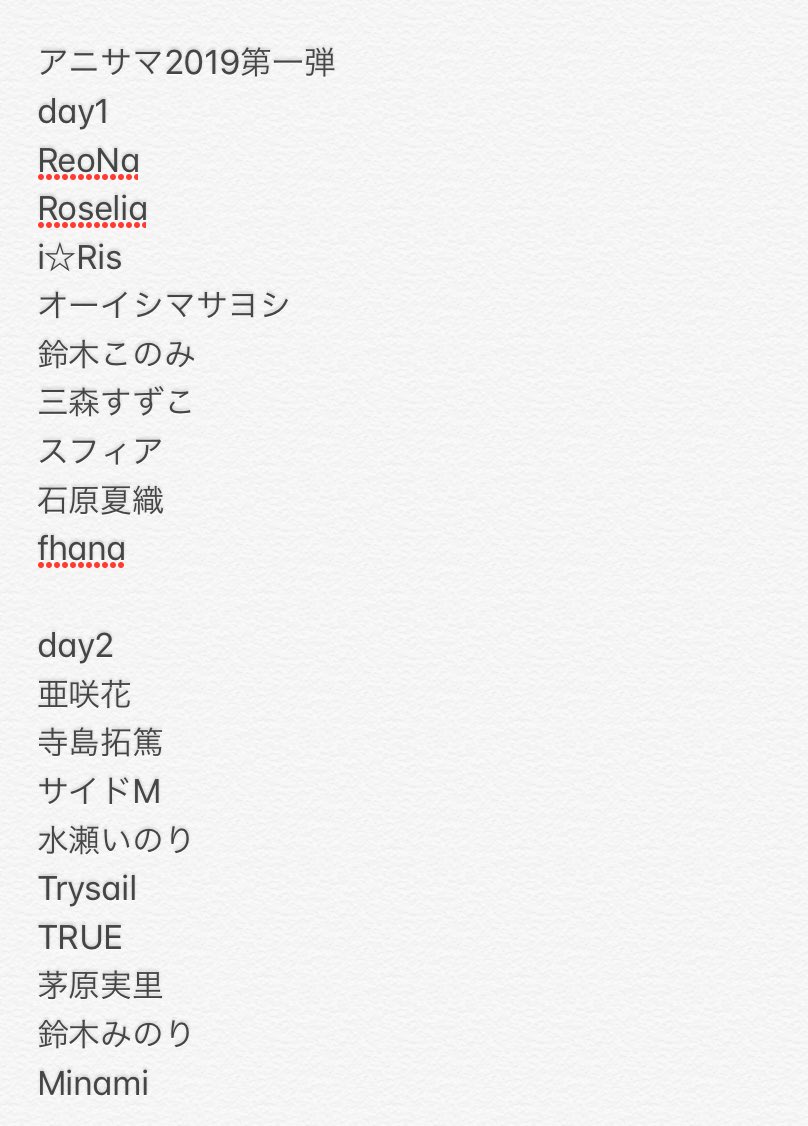 アニサマ2019第一弾
day1
ReoNa
Roselia
i☆Ris
オーイシマサヨシ
鈴木このみ
三森すずこ
スフィア
石原夏織
fhana

day2
亜咲花
寺島拓篤
サイドM
水瀬いのり
Trysail
TRUE
茅原実里
鈴木みのり
Minami